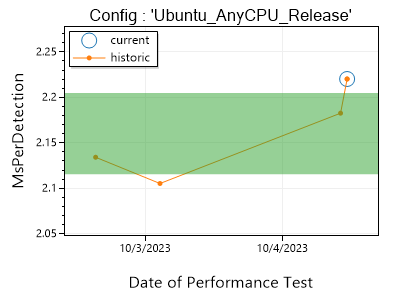 Config : 'Ubuntu_AnyCPU_Release'
current
historic
MsPerDetection
2.25
2.2
2.15
2.1
2.05
10/3/2023
10/4/2023
Date of Performance Test